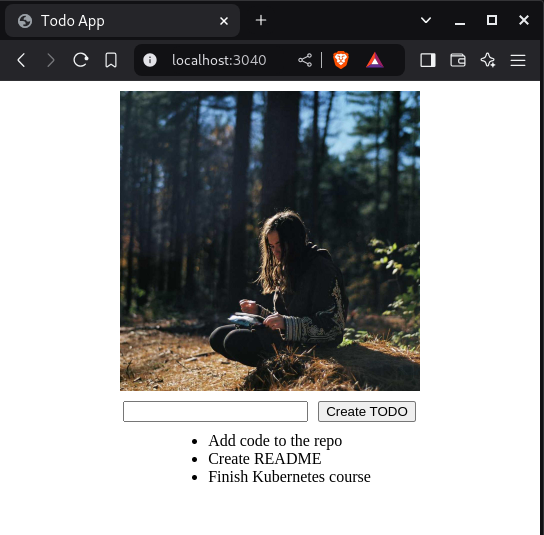 Todo App
localhost:3040
Create TODO
Add code to the repo
Create README
Finish Kubernetes course